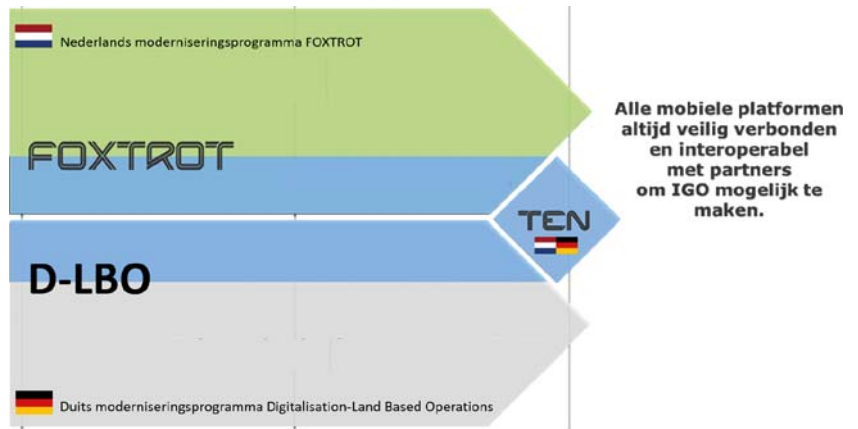 Nederlands moderniseringsprogramma FOXTROT
FOXTROT
Alle mobiele platformen
altijd veilig verbonden
en interoperabel
met partners
om IGO mogelijk te
maken.
TEN
D-LBO
Duits moderniseringsprogramma Digitalisation-Land Based Operations